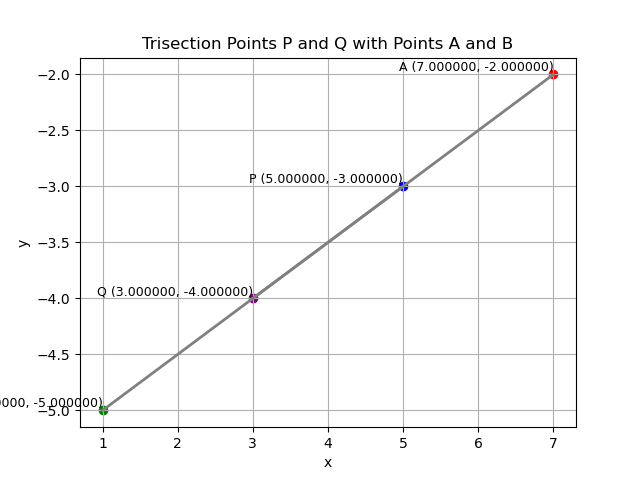 Trisection Points P and Q with Points A and B
−2.0
A (7.000000, -2.000000)
−2.5
−3.0
P (5.000000, -3.000000)
−3.5
y
−4.0
Q (3.000000, -4.000000)
−4.5
−5.0
0000, -5.000000)
1 2 3 4 5 6 7
x